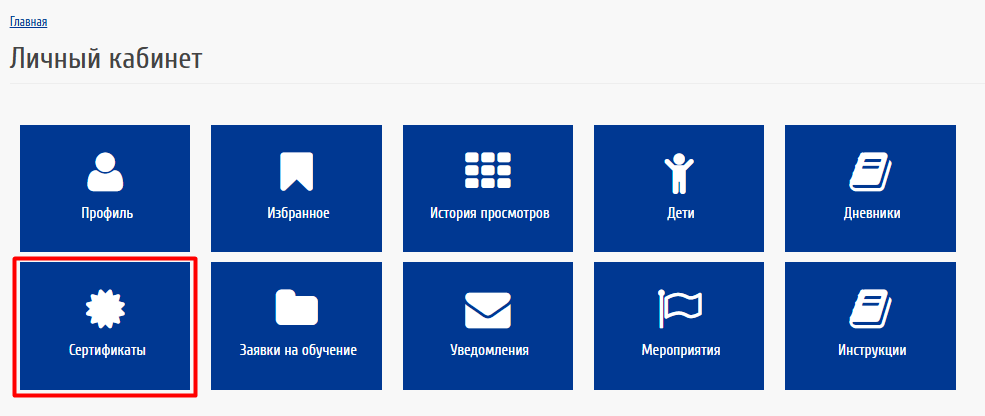 Главная
Личный кабинет
Профиль
Избранное
История просмотров
Дети
Дневники
Сертификаты
Заявки на обучение
Уведомления
Мероприятия
Инструкции